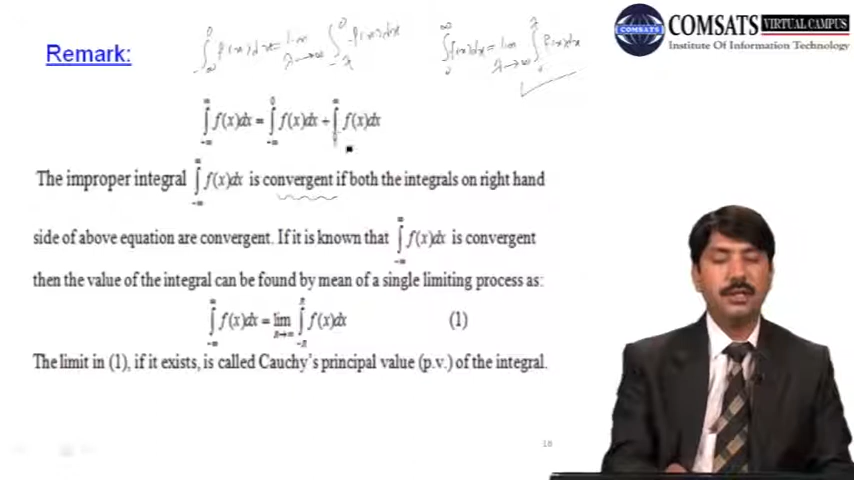 COMSATS VIRTUAL CAMPUS
COMSATS
Institute Of Information Technology
Remark:
∫_{-∞}^{0} f(x)dx = lim_{λ→∞} ∫_{-λ}^{0} f(x)dx
∫_{0}^{∞} f(x)dx = lim_{λ→∞} ∫_{0}^{λ} f(x)dx
∫_{-∞}^{∞} f(x)dx = ∫_{-∞}^{0} f(x)dx + ∫_{0}^{∞} f(x)dx
The improper integral ∫_{-∞}^{∞} f(x)dx is convergent if both the integrals on right hand
side of above equation are convergent. If it is known that ∫_{-∞}^{∞} f(x)dx is convergent
then the value of the integral can be found by mean of a single limiting process as:
∫_{-∞}^{∞} f(x)dx = lim_{R→∞} ∫_{-R}^{R} f(x)dx (1)
The limit in (1), if it exists, is called Cauchy's principal value (p.v.) of the integral.
18